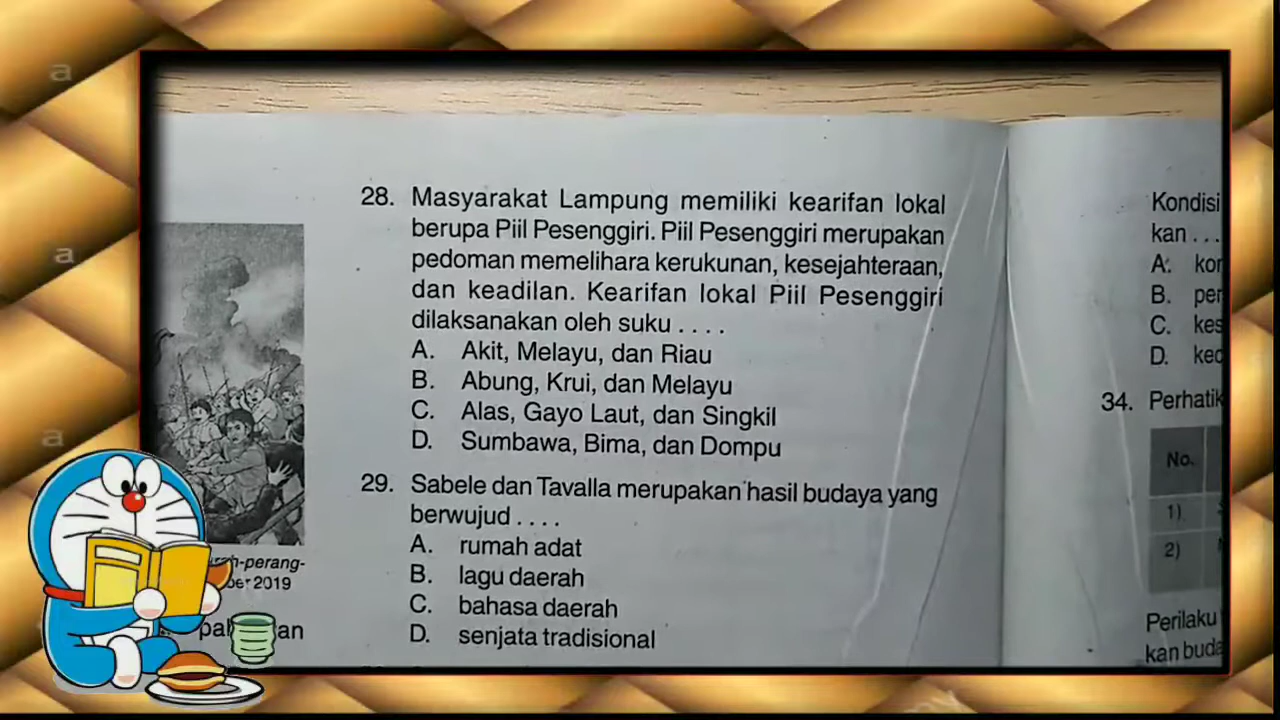 28. Masyarakat Lampung memiliki kearifan lokal
berupa Piil Pesenggiri. Piil Pesenggiri merupakan
pedoman memelihara kerukunan, kesejahteraan,
dan keadilan. Kearifan lokal Piil Pesenggiri
dilaksanakan oleh suku . . . .
A. Akit, Melayu, dan Riau
B. Abung, Krui, dan Melayu
C. Alas, Gayo Laut, dan Singkil
D. Sumbawa, Bima, dan Dompu
29. Sabele dan Tavalla merupakan hasil budaya yang
berwujud . . . .
A. rumah adat
B. lagu daerah
C. bahasa daerah
D. senjata tradisional
-perang-
2019
an
Kondisi
kan . . .
A.
B.
C.
D.
34.
No.
1)
2)
Perilaku
kan
a
a
a